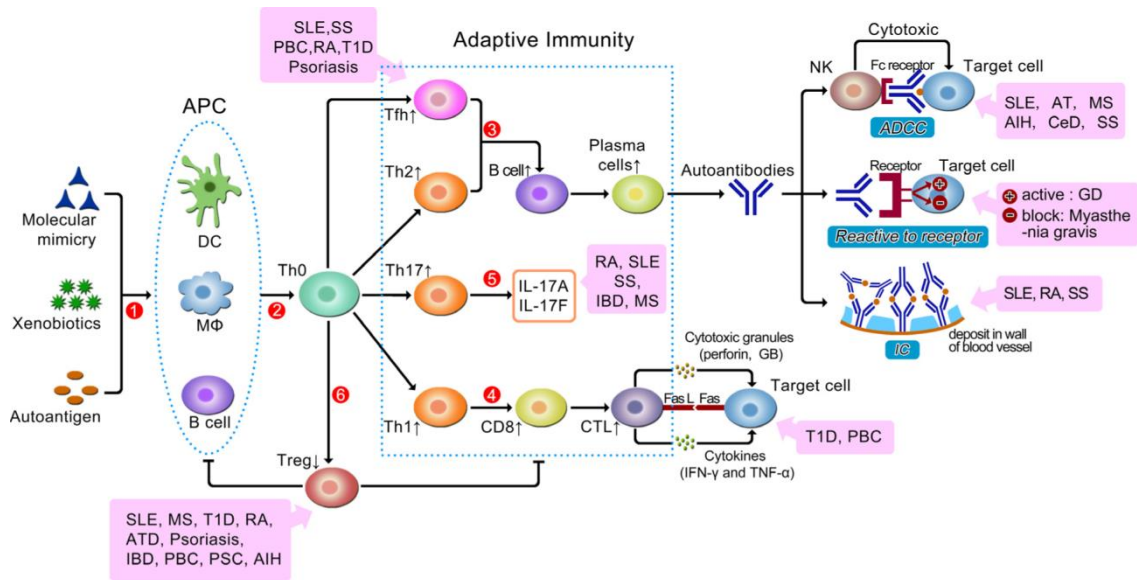 SLE,SS
PBC,RA,T1D
Psoriasis
Adaptive Immunity
APC
Molecular
mimicry
Xenobiotics
Autoantigen
1
DC
MΦ
B cell
2
Th0
Tfh↑
Th2↑
3
B cell↑
Plasma
cells↑
Autoantibodies
Th17↑
5
IL-17A
IL-17F
RA, SLE
SS,
IBD, MS
Th1↑
4
CD8↑
CTL↑
Cytotoxic granules
(perforin, GB)
Fas L
Fas
Target cell
Cytokines
(IFN-γ and TNF-α)
T1D, PBC
6
Treg↓
SLE, MS, T1D, RA,
ATD, Psoriasis,
IBD, PBC, PSC, AIH
Cytotoxic
NK
Fc receptor
Target cell
ADCC
SLE, AT, MS
AIH, CeD, SS
Receptor
Target cell
+
−
Reactive to receptor
+ active : GD
− block: Myasthe
-nia gravis
IC
deposit in wall
of blood vessel
SLE, RA, SS